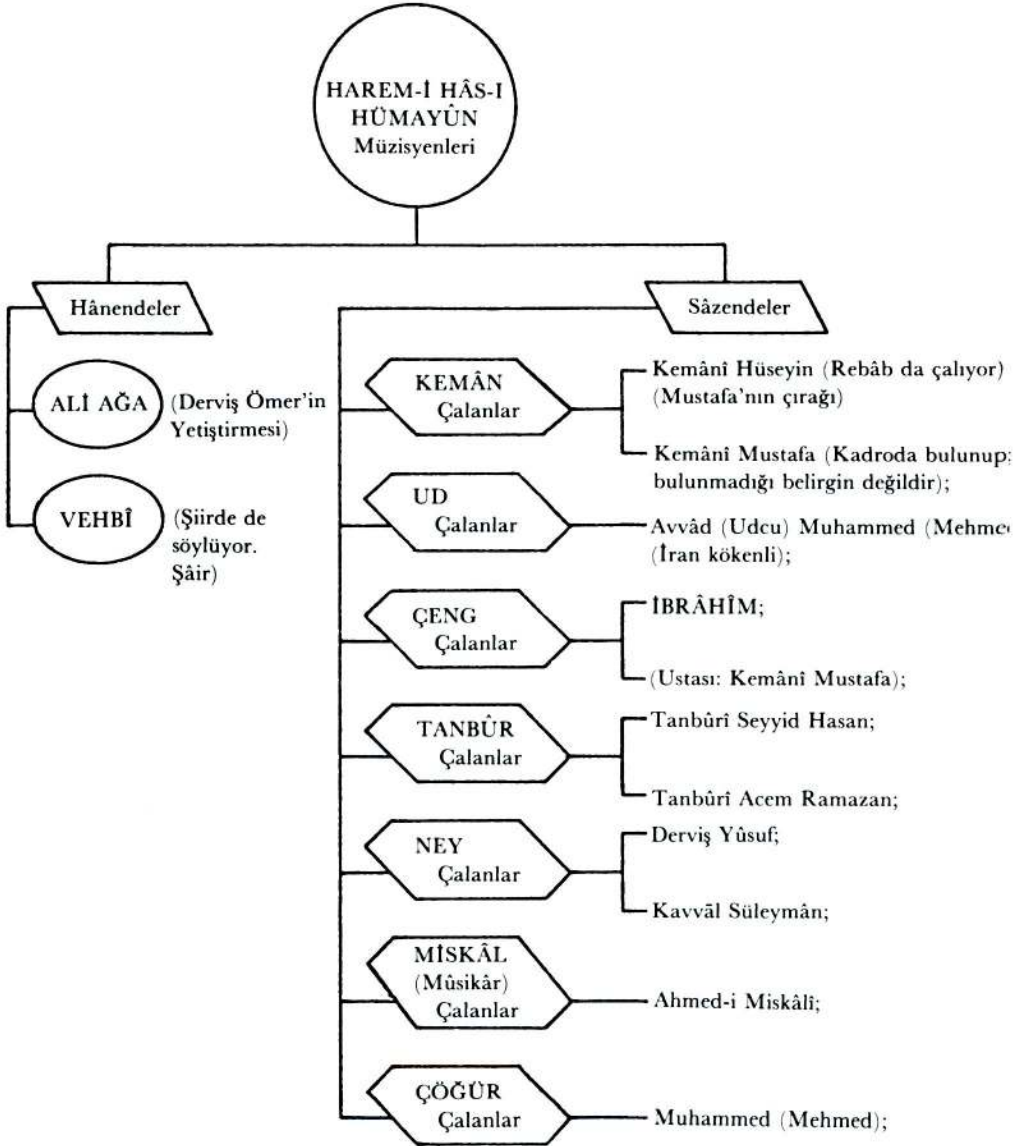 HAREM-İ HÂS-I
HÜMAYÛN
Müzisyenleri
Hânendeler
ALİ AĞA
(Derviş Ömer'in
Yetiştirmesi)
VEHBÎ
(Şiirde de
söylüyor.
Şâir)
Sâzendeler
KEMÂN
Çalanlar
Kemânî Hüseyin (Rebâb da çalıyor)
(Mustafa'nın çırağı)
Kemânî Mustafa (Kadroda bulunup
bulunmadığı belirgin değildir);
UD
Çalanlar
Avvâd (Udcu) Muhammed (Mehme
(İran kökenli);
ÇENG
Çalanlar
İBRÂHÎM;
(Ustası: Kemânî Mustafa);
TANBÛR
Çalanlar
Tanbûrî Seyyid Hasan;
Tanbûrî Acem Ramazan;
NEY
Çalanlar
Derviş Yûsuf;
Kavvāl Süleymân;
MİSKÂL
(Mûsikâr)
Çalanlar
Ahmed-i Miskâlî;
ÇÖĞÜR
Çalanlar
Muhammed (Mehmed);